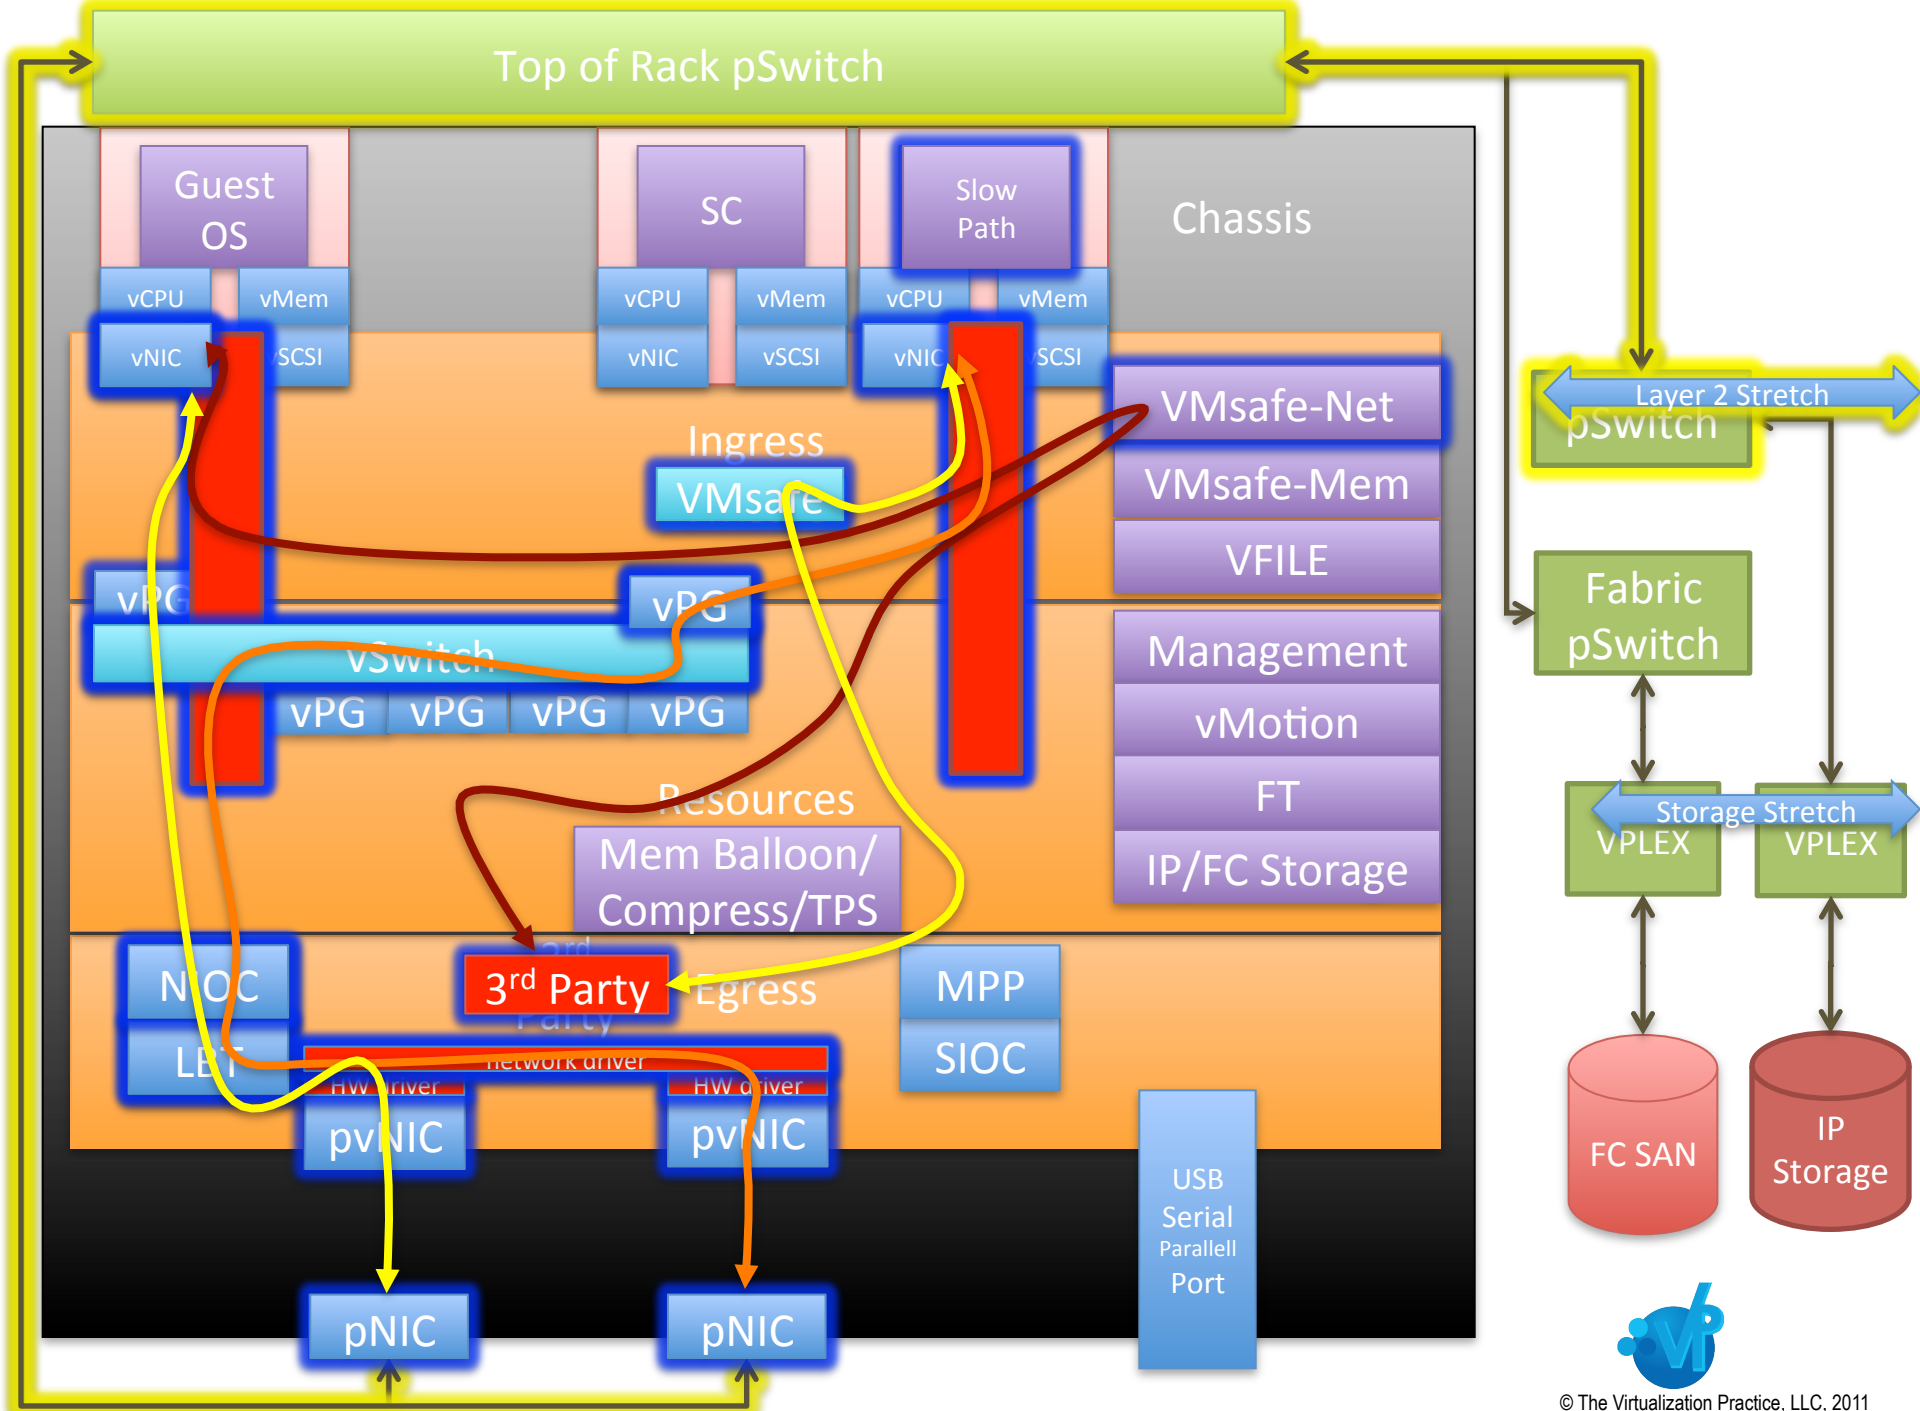 Top of Rack pSwitch
Guest
OS
SC
Slow
Path
Chassis
vCPU
vMem
vCPU
vMem
vCPU
vMem
vNIC
vSCSI
vNIC
vSCSI
vNIC
vSCSI
VMsafe-Net
Layer 2 Stretch
pSwitch
Ingress
VMsafe
VMsafe-Mem
VFILE
vPG
vPG
Fabric
pSwitch
vSwitch
Management
vPG
vPG
vPG
vPG
vMotion
Resources
FT
Storage Stretch
VPLEX
VPLEX
Mem Balloon/
Compress/TPS
IP/FC Storage
NIOC
3rd
Party
3rd Party
Egress
MPP
LBT
network driver
SIOC
HW driver
HW driver
pvNIC
pvNIC
FC SAN
IP
Storage
USB
Serial
Parallell
Port
pNIC
pNIC
VP
© The Virtualization Practice, LLC, 2011